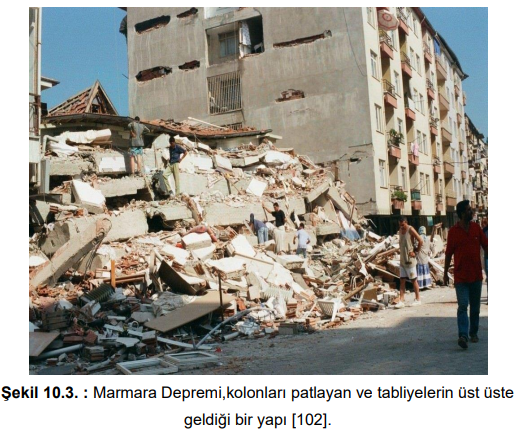 Şekil 10.3. : Marmara Depremi,kolonları patlayan ve tabliyelerin üst üste
geldiği bir yapı [102].